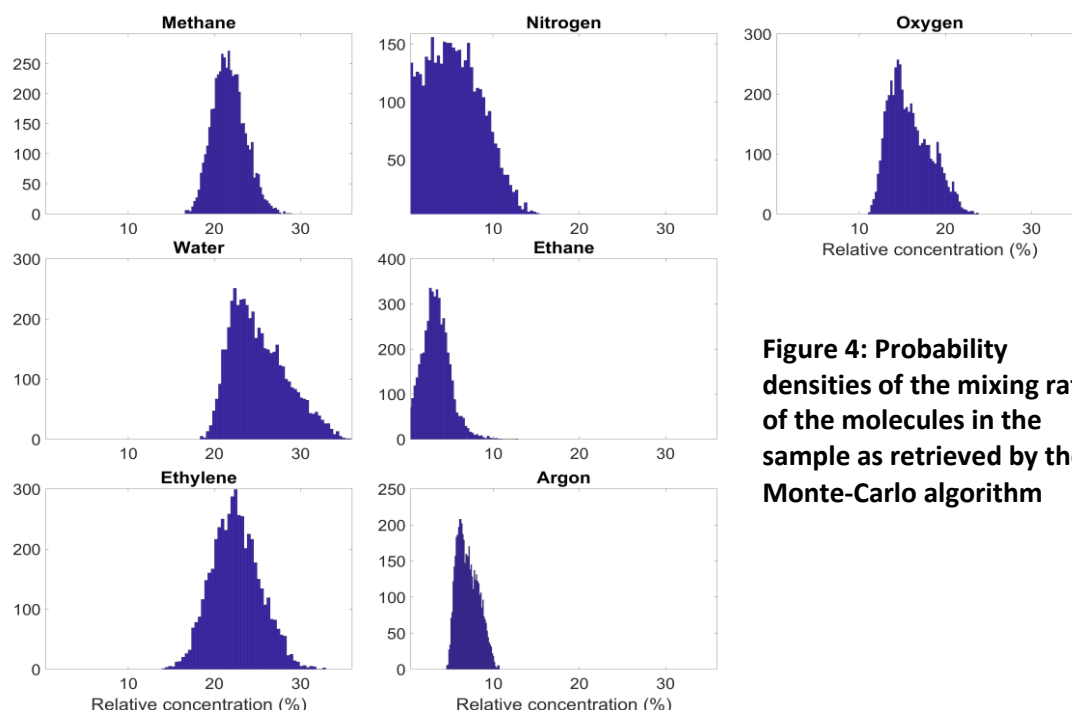 Methane
250
200
150
100
50
0
10 20 30
Nitrogen
150
100
50
10 20 30
Oxygen
300
200
100
0
10 20 30
Relative concentration (%)
Water
300
200
100
0
10 20 30
Ethane
400
300
200
100
0
10 20 30
Ethylene
300
200
100
0
10 20 30
Relative concentration (%)
Argon
250
200
150
100
50
0
10 20 30
Relative concentration (%)
Figure 4: Probability
densities of the mixing rat
of the molecules in the
sample as retrieved by the
Monte-Carlo algorithm